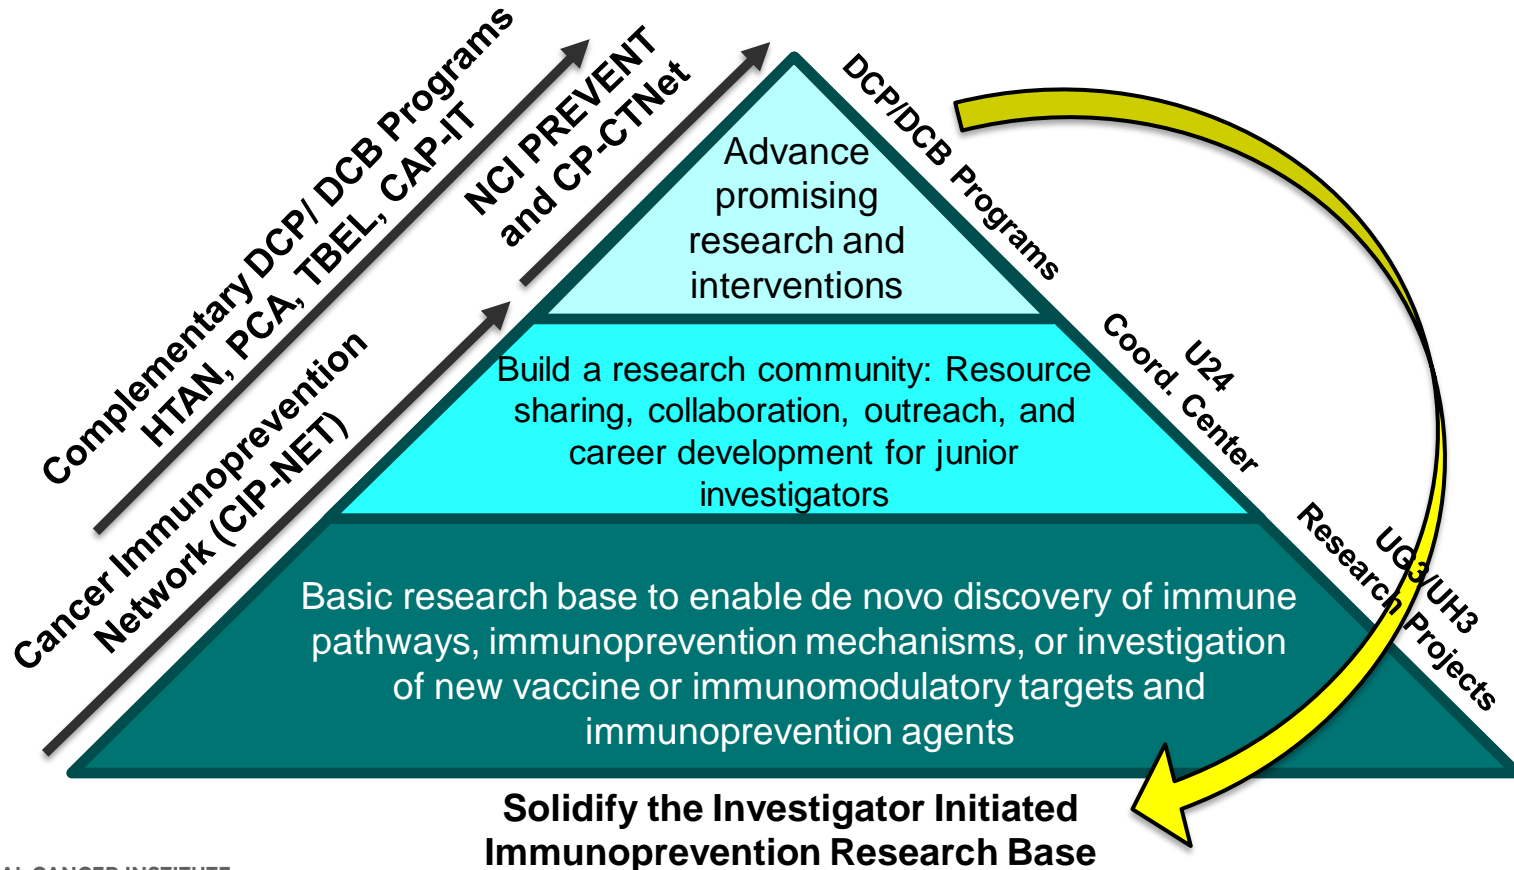 Complementary DCP/ DCB Programs
HTAN, PCA, TBEL, CAP-IT
NCI PREVENT
and CP-CTNet
Cancer Immunoprevention
Network (CIP-NET)
DCP/DCB Programs
U24
Coord. Center
UG3/UH3
Research Projects
Advance
promising
research and
interventions
Build a research community: Resource
sharing, collaboration, outreach, and
career development for junior
investigators
Basic research base to enable de novo discovery of immune
pathways, immunoprevention mechanisms, or investigation
of new vaccine or immunomodulatory targets and
immunoprevention agents
Solidify the Investigator Initiated
Immunoprevention Research Base